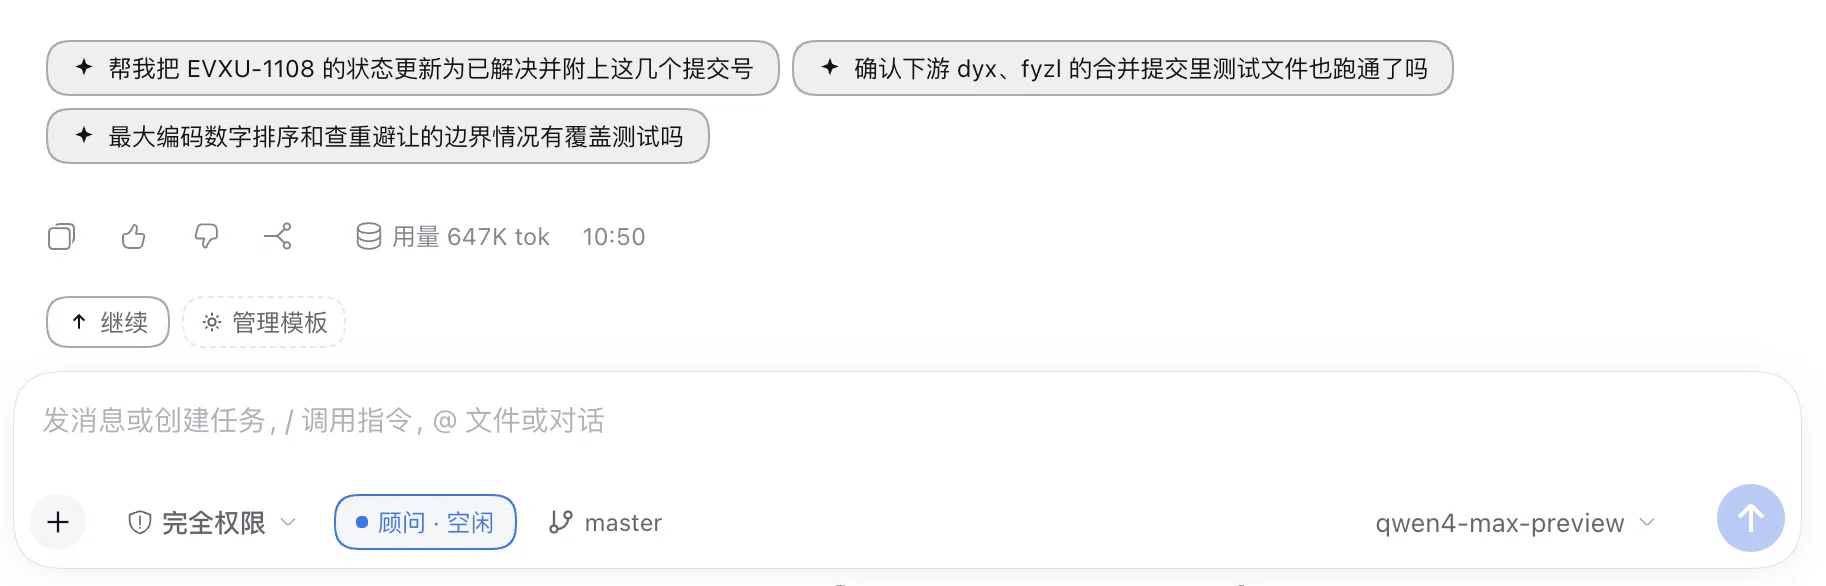 帮我把 EVXU-1108 的状态更新为已解决并附上这几个提交号
确认下游 dyx、fyzl 的合并提交里测试文件也跑通了吗
最大编码数字排序和查重避让的边界情况有覆盖测试吗
用量 647K tok 10:50
继续
管理模板
发消息或创建任务, / 调用指令, @ 文件或对话
完全权限
顾问 · 空闲
master
qwen4-max-preview